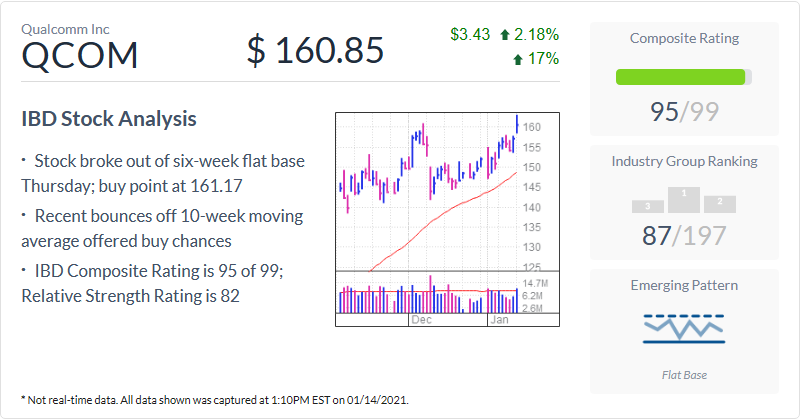 Qualcomm Inc
QCOM
$ 160.85
$3.43 2.18%
17%
IBD Stock Analysis
· Stock broke out of six-week flat base
Thursday; buy point at 161.17
· Recent bounces off 10-week moving
average offered buy chances
· IBD Composite Rating is 95 of 99;
Relative Strength Rating is 82
160
155
150
145
140
135
130
125
14.7M
6.2M
2.6M
Dec Jan
Composite Rating
95/99
Industry Group Ranking
3 1 2
87/197
Emerging Pattern
Flat Base
* Not real-time data. All data shown was captured at 1:10PM EST on 01/14/2021.